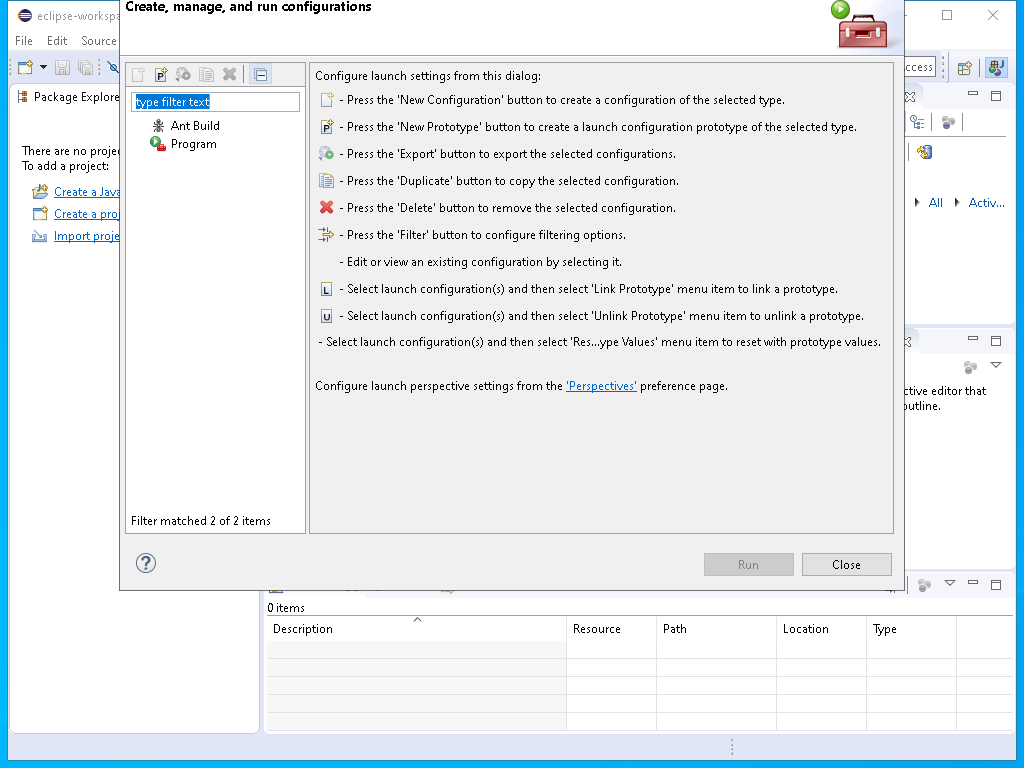 eclipse-workspa
Create, manage, and run configurations
File Edit Source
ccess
type filter text
Configure launch settings from this dialog:
Package Explore
- Press the 'New Configuration' button to create a configuration of the selected type.
Ant Build
- Press the 'New Prototype' button to create a launch configuration prototype of the selected type.
Program
There are no projec
- Press the 'Export' button to export the selected configurations.
To add a project:
- Press the 'Duplicate' button to copy the selected configuration.
Create a Java
- Press the 'Delete' button to remove the selected configuration.
All Activ...
Create a proj
- Press the 'Filter' button to configure filtering options.
Import proje
- Edit or view an existing configuration by selecting it.
L - Select launch configuration(s) and then select 'Link Prototype' menu item to link a prototype.
U - Select launch configuration(s) and then select 'Unlink Prototype' menu item to unlink a prototype.
- Select launch configuration(s) and then select 'Res...ype Values' menu item to reset with prototype values.
Configure launch perspective settings from the 'Perspectives' preference page.
ctive editor that
outline.
Filter matched 2 of 2 items
Run Close
0 items
Description Resource Path Location Type